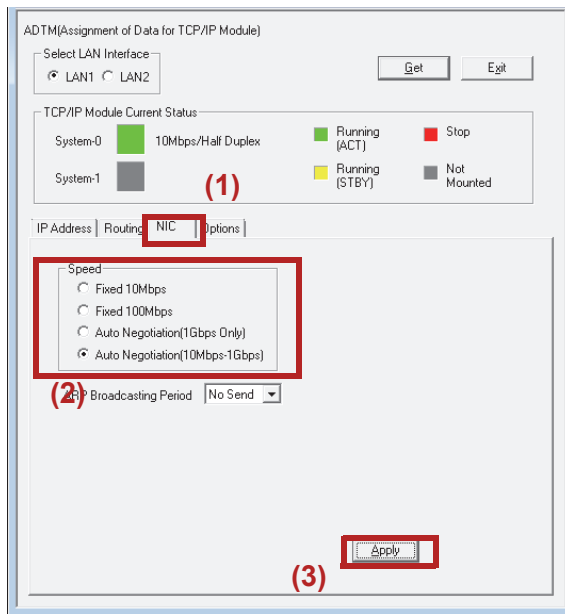 ADTM(Assignment of Data for TCP/IP Module)
Select LAN Interface
LAN1 LAN2
Get Exit
TCP/IP Module Current Status
System-0 10Mbps/Half Duplex Running (ACT) Stop
System-1 Running (STBY) Not Mounted
(1)
IP Address Routing NIC Options
Speed
Fixed 10Mbps
Fixed 100Mbps
Auto Negotiation(1Gbps Only)
Auto Negotiation(10Mbps-1Gbps)
(2)
ARP Broadcasting Period No Send
Apply
(3)